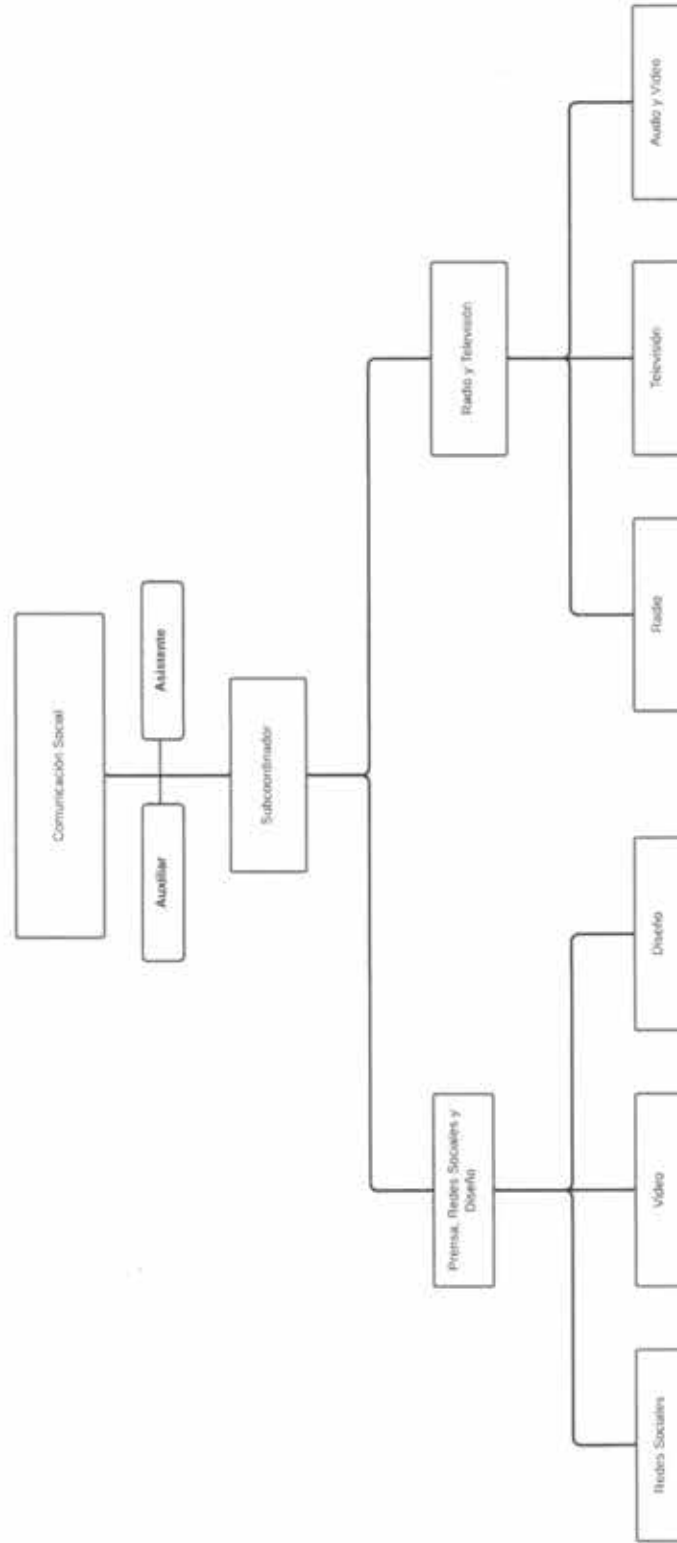 Comunicación Social
Auxiliar
Asistente
Subcoordinador
Prensa, Redes Sociales y
Diseño
Radio y Televisión
Redes Sociales
Video
Diseño
Radio
Televisión
Audio y Video